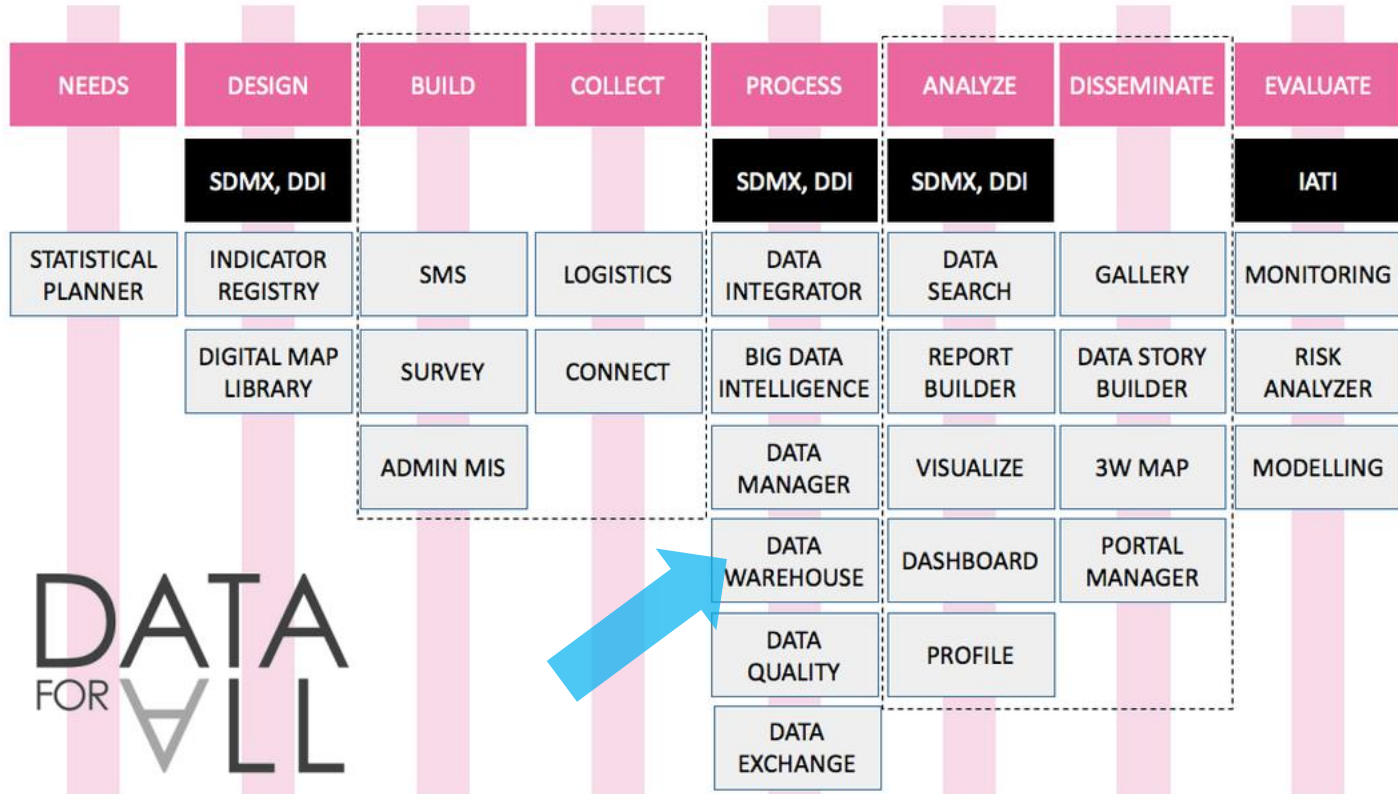 NEEDS DESIGN BUILD COLLECT PROCESS ANALYZE DISSEMINATE EVALUATE
SDMX, DDI SDMX, DDI SDMX, DDI IATI
STATISTICAL
PLANNER
INDICATOR
REGISTRY
SMS
LOGISTICS
DATA
INTEGRATOR
DATA
SEARCH
GALLERY
MONITORING
DIGITAL MAP
LIBRARY
SURVEY
CONNECT
BIG DATA
INTELLIGENCE
REPORT
BUILDER
DATA STORY
BUILDER
RISK
ANALYZER
ADMIN MIS
DATA
MANAGER
VISUALIZE
3W MAP
MODELLING
DATA
WAREHOUSE
DASHBOARD
PORTAL
MANAGER
DATA
QUALITY
PROFILE
DATA
EXCHANGE
DATA
FOR ALL